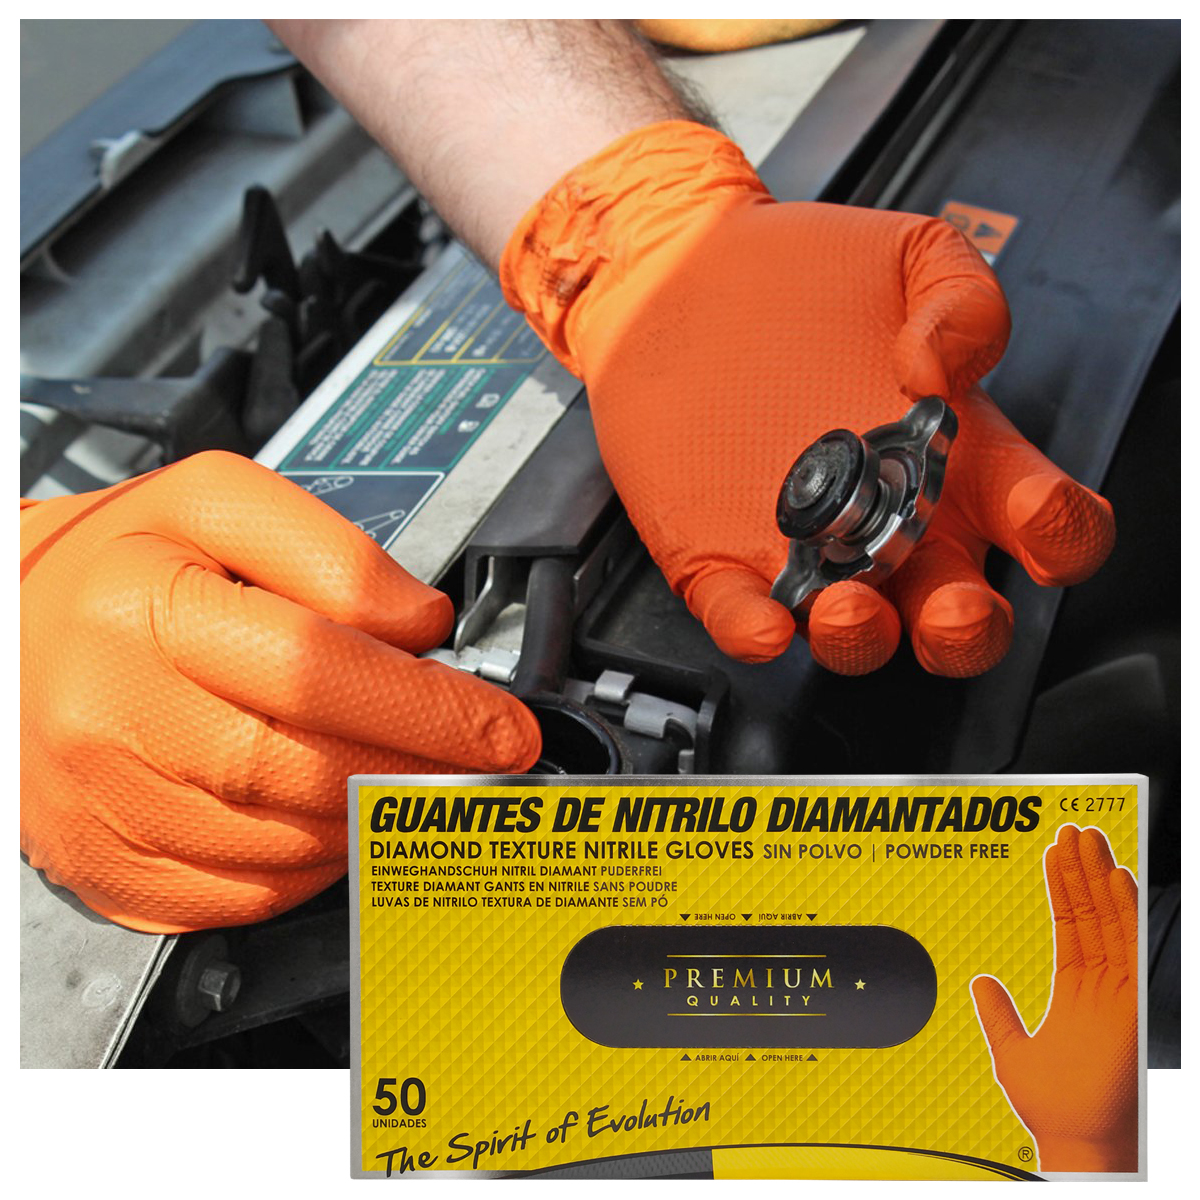 GUANTES DE NITRILO DIAMANTADOS CE 2777
DIAMOND TEXTURE NITRILE GLOVES SIN POLVO | POWDER FREE
EINWEGHANDSCHUH NITRIL DIAMANT PUDERFREI
TEXTURE DIAMANT GANTS EN NITRILE SANS POUDRE
LUVAS DE NITRILO TEXTURA DE DIAMANTE SEM PÓ
ABRIR AQUÍ OPEN HERE
PREMIUM
QUALITY
ABRIR AQUÍ OPEN HERE
50
UNIDADES
The Spirit of Evolution
®